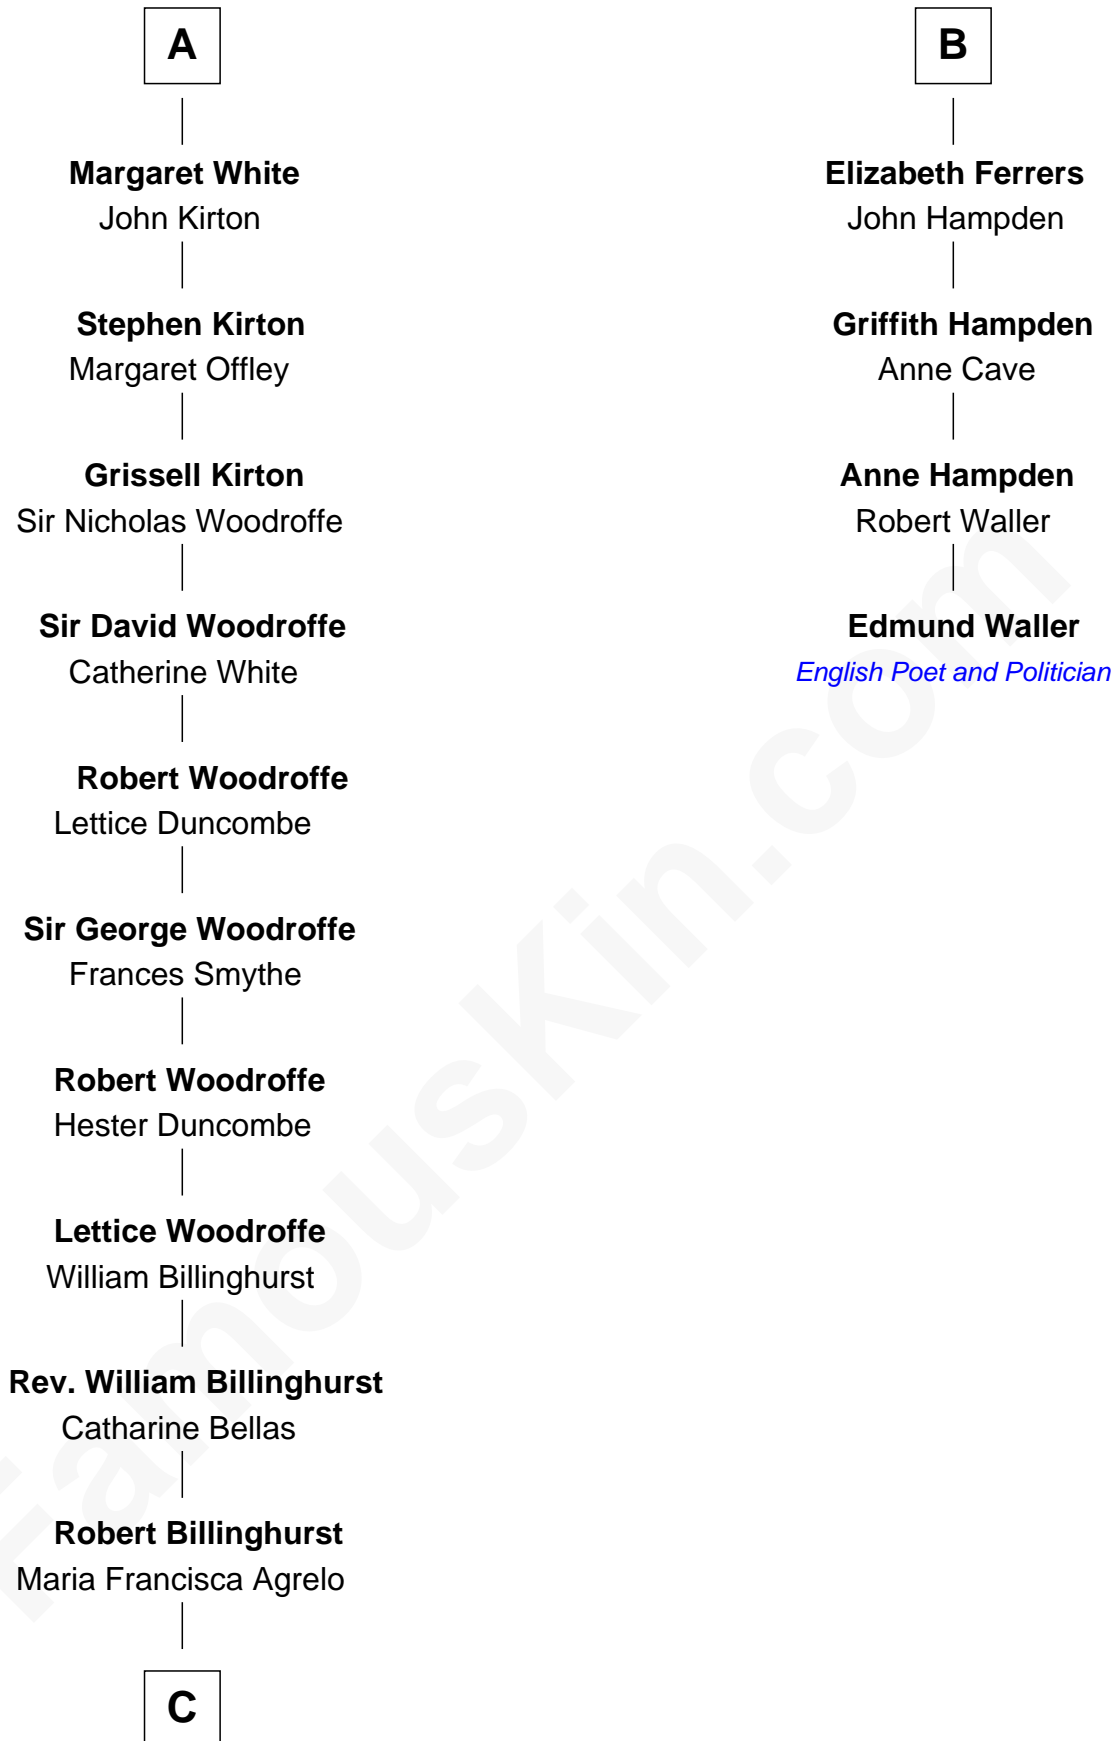 A
Margaret White
John Kirton
Stephen Kirton
Margaret Offley
Grissell Kirton
Sir Nicholas Woodroffe
Sir David Woodroffe
Catherine White
Robert Woodroffe
Lettice Duncombe
Sir George Woodroffe
Frances Smythe
Robert Woodroffe
Hester Duncombe
Lettice Woodroffe
William Billinghurst
Rev. William Billinghurst
Catharine Bellas
Robert Billinghurst
Maria Francisca Agrelo
C
B
Elizabeth Ferrers
John Hampden
Griffith Hampden
Anne Cave
Anne Hampden
Robert Waller
Edmund Waller
English Poet and Politician
FamousKin.com